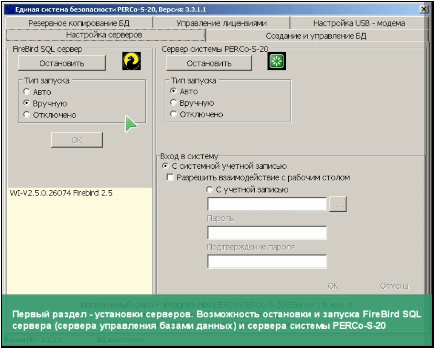 Единая система безопасности PERCo-S-20, Версия: 3.3.1.1
Резервное копирование БД
Управление лицензиями
Настройка USB - модема
Настройка серверов
Создание и управление БД
FireBird SQL сервер
Остановить
Тип запуска
Авто
Вручную
Отключено
OK
WI-V2.5.0.26074 Firebird 2.5
Сервер системы PERCo-S-20
Остановить
Тип запуска
Авто
Вручную
Отключено
Вход в систему
С системной учетной записью
Разрешить взаимодействие с рабочим столом
С учетной записью
...
Пароль
Подтверждение пароля
OK
Отмена
Первый раздел - установки серверов. Возможность остановки и запуска FireBird SQL
сервера (сервера управления базами данных) и сервера системы PERCo-S-20